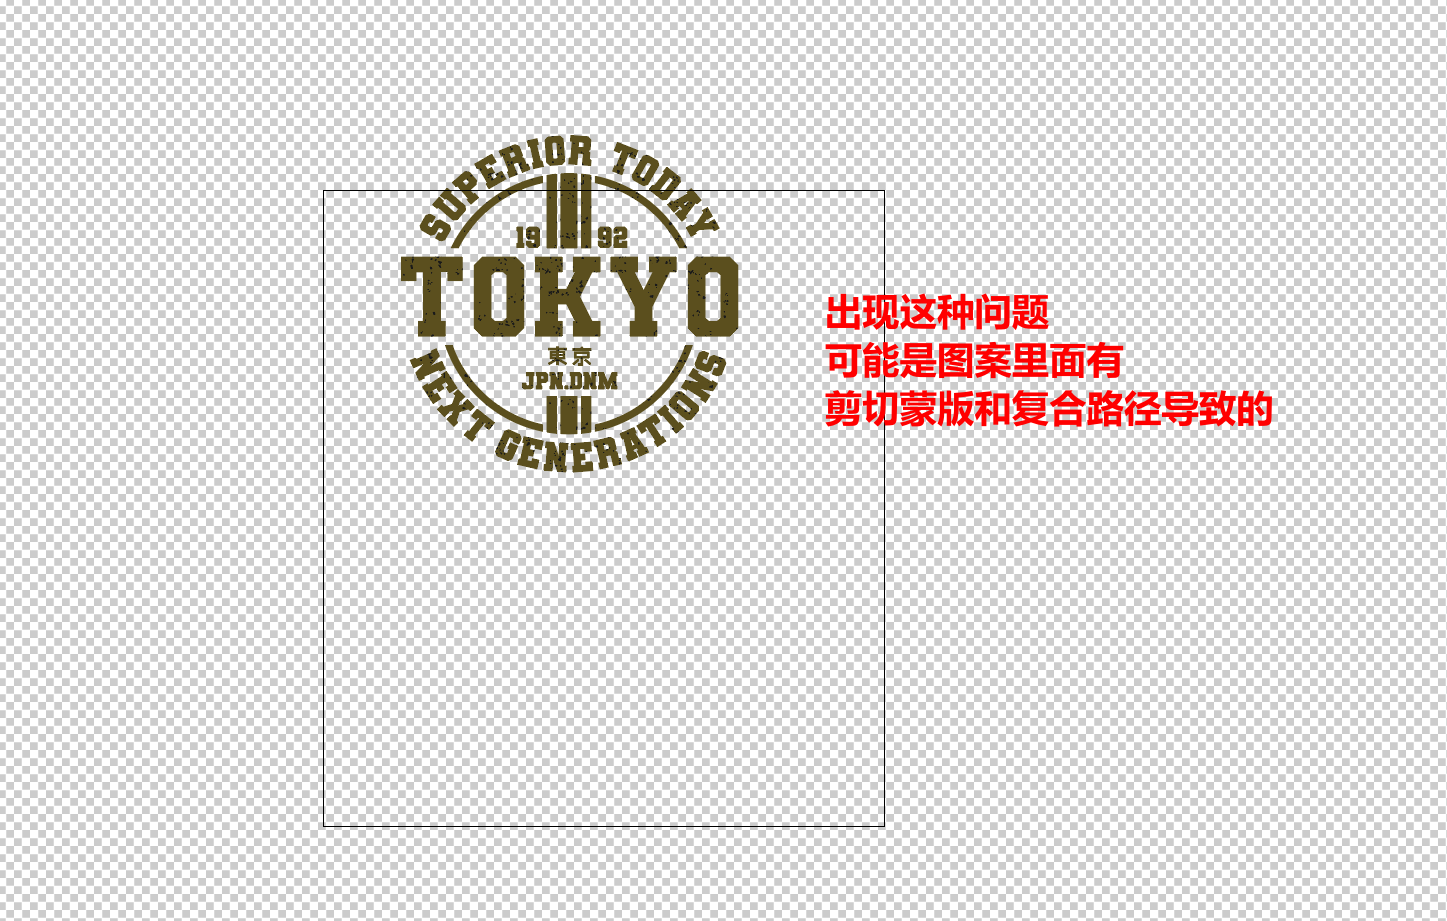 SUPERIOR TODAY
19 92
TOKYO
東京
JPN.DNM
NEXT GENERATIONS
出现这种问题
可能是图案里面有
剪切蒙版和复合路径导致的